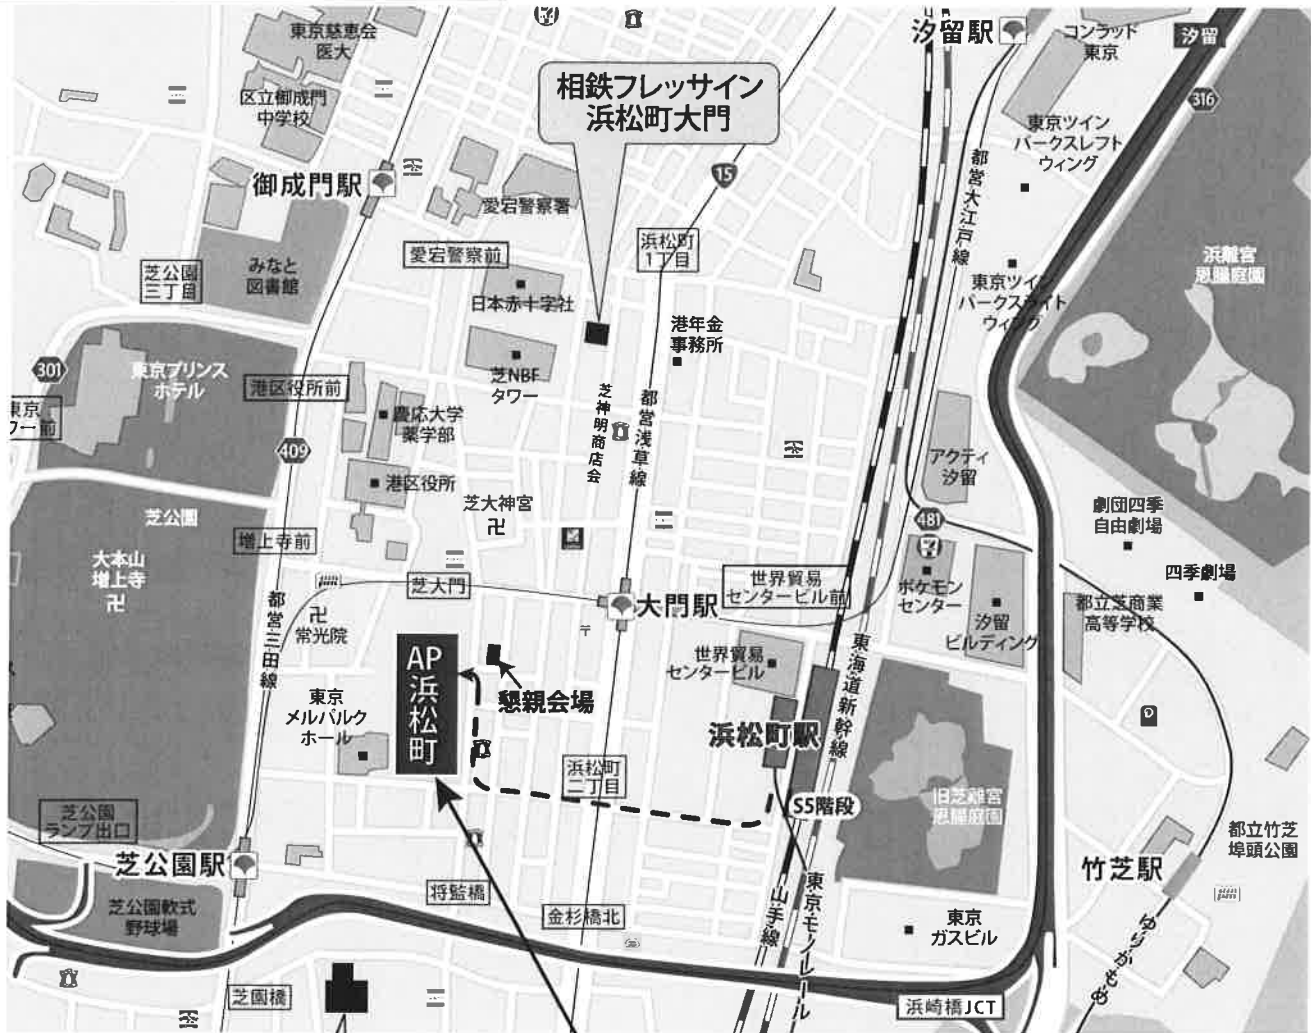 東京慈恵会
医大
汐留駅
コンラッド
東京
汐留
316
区立御成門
中学校
相鉄フレッサイン
浜松町大門
東京ツイン
パークスレフト
ウィング
御成門駅
愛宕警察署
15
都営大江戸線
愛宕警察前
浜松町
1丁目
浜離宮
恩賜庭園
芝公園
三丁目
みなと
図書館
日本赤十字社
東京ツイン
パークスライト
ウィング
港年金
事務所
301
東京プリンス
ホテル
港区役所前
芝NBF
タワー
東京
ワー前
慶応大学
薬学部
芝神明商店会
都営浅草線
409
港区役所
アクティ
汐留
芝公園
芝大神宮
卍
481
劇団四季
自由劇場
増上寺前
大本山
増上寺
卍
芝大門
世界貿易
センタービル前
ポケモン
センター
四季劇場
大門駅
〒
卍
常光院
都営三田線
汐留
ビルディング
都立芝商業
高等学校
AP浜松町
懇親会場
世界貿易
センタービル
東海道新幹線
東京
メルパルク
ホール
浜松町駅
浜松町
二丁目
S5階段
旧芝離宮
恩賜庭園
芝公園
ランプ出口
都立竹芝
埠頭公園
芝公園駅
竹芝駅
将監橋
芝公園軟式
野球場
金杉橋北
山手線
東京モノレール
東京
ガスビル
ゆりかもめ
芝園橋
浜崎橋JCT